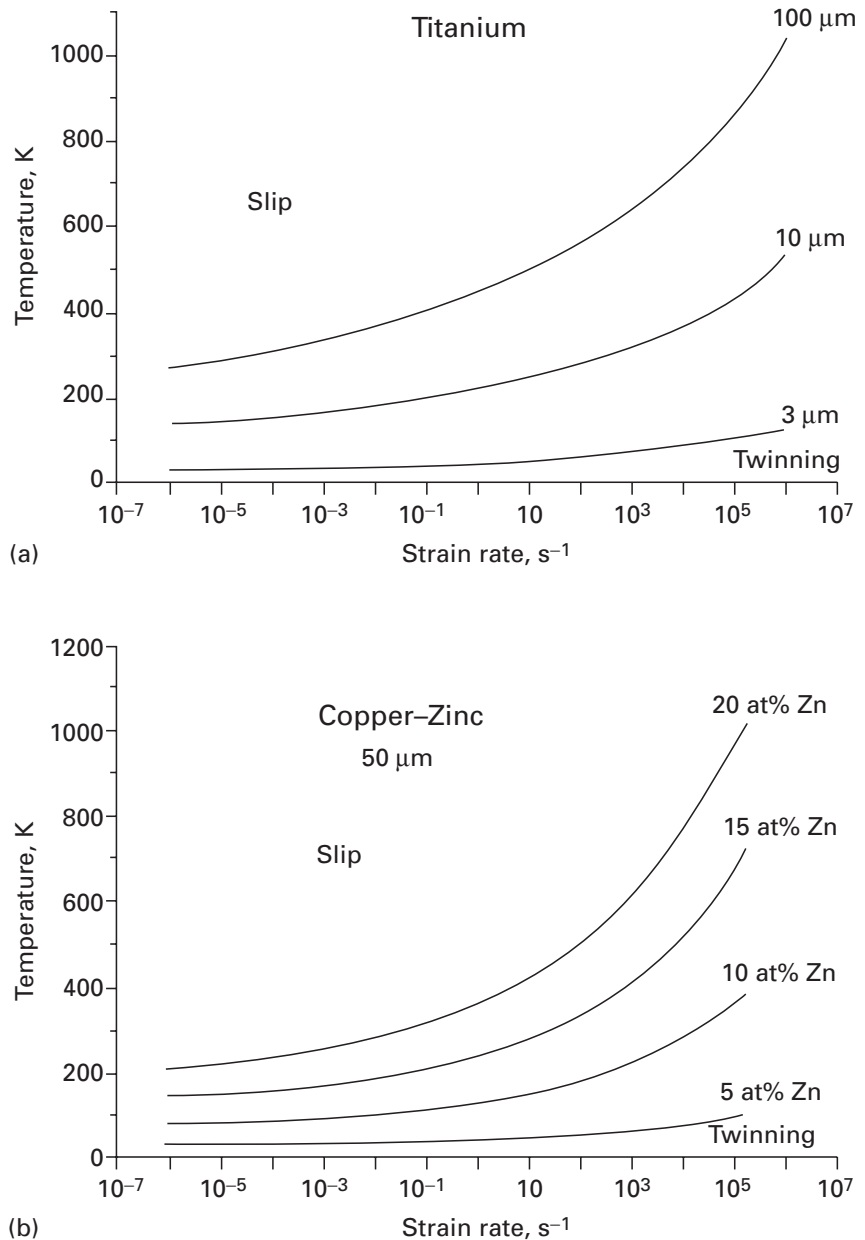 Titanium
100 μm
1000
800
600
400
200
0
Temperature, K
Slip
10 μm
3 μm
Twinning
10⁻⁷ 10⁻⁵ 10⁻³ 10⁻¹ 10 10³ 10⁵ 10⁷
(a)
Strain rate, s⁻¹
1200
1000
800
600
400
200
0
Temperature, K
Copper–Zinc
50 μm
Slip
20 at% Zn
15 at% Zn
10 at% Zn
5 at% Zn
Twinning
10⁻⁷ 10⁻⁵ 10⁻³ 10⁻¹ 10 10³ 10⁵ 10⁷
(b)
Strain rate, s⁻¹